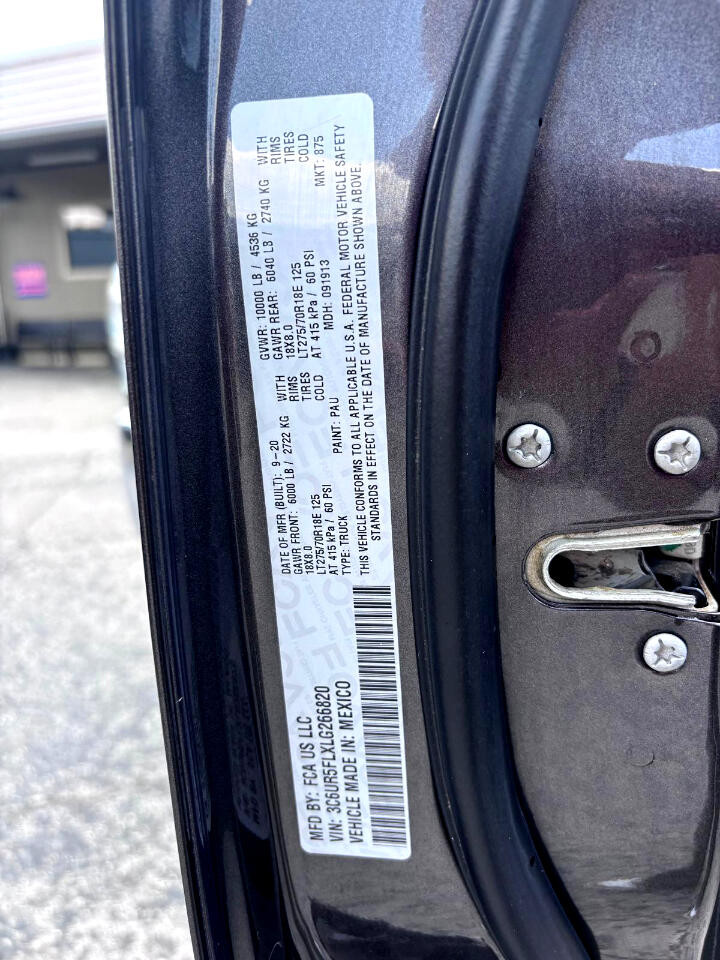 MFD BY: FCA US LLC
DATE OF MFR (BUILT): 9-20
GVWR: 10000 LB / 4536 KG
VIN: 3C6UR5FLXLG266820
GAWR FRONT: 6000 LB / 2722 KG WITH
GAWR REAR: 6040 LB / 2740 KG WITH
18X8.0 RIMS
18X8.0 RIMS
LT275/70R18E 125 TIRES
LT275/70R18E 125 TIRES
AT 415 kPa / 60 PSI COLD
AT 415 kPa / 60 PSI COLD
VEHICLE MADE IN: MEXICO
TYPE: TRUCK PAINT: PAU MDH: 091913 MKT: 875
THIS VEHICLE CONFORMS TO ALL APPLICABLE U.S.A. FEDERAL MOTOR VEHICLE SAFETY
STANDARDS IN EFFECT ON THE DATE OF MANUFACTURE SHOWN ABOVE.